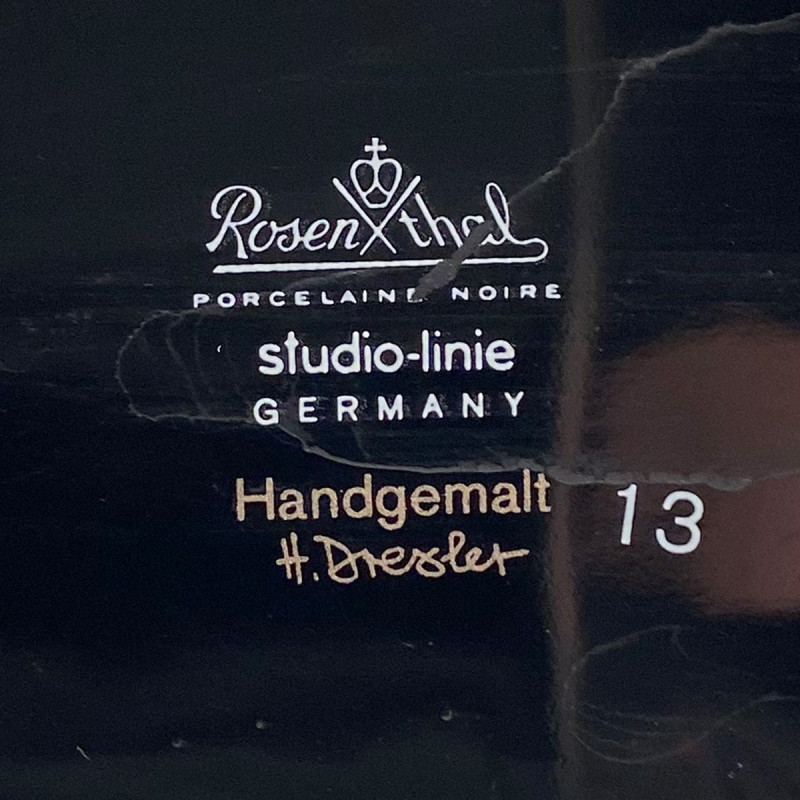 Rosenthal
PORCELAINE NOIRE
studio-linie
GERMANY
Handgemalt
H. Dresler
13